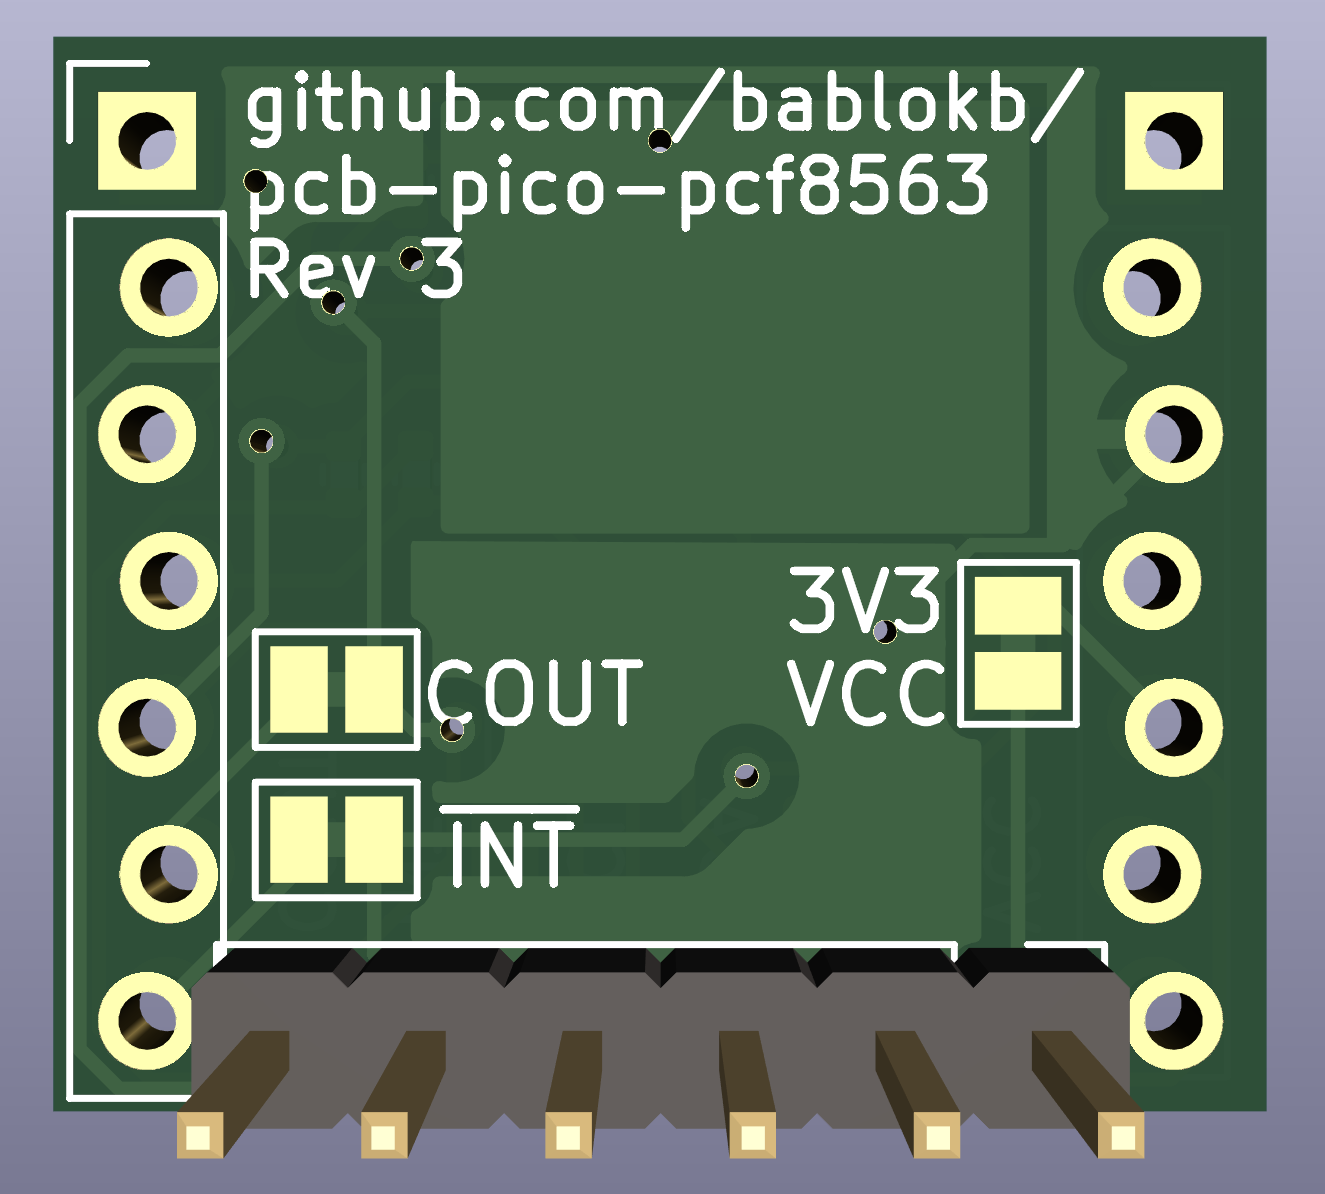 github.com/bablokb/
pcb-pico-pcf8563
Rev 3
3V3
COUT
VCC
INT